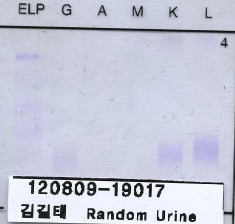 ELP G A M K L
4
120809-19017
김길태 Random Urine